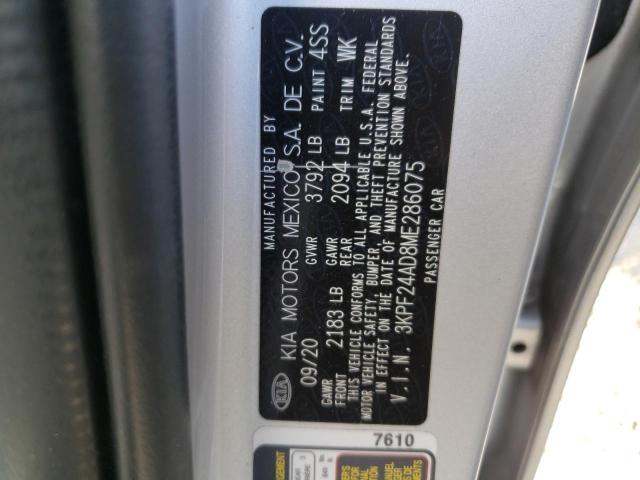 MANUFACTURED BY
KIA KIA MOTORS MEXICO S.A. DE C.V.
09/20 GVWR 3792 LB PAINT 4SS
GAWR FRONT 2183 LB GAWR REAR 2094 LB TRIM WK
THIS VEHICLE CONFORMS TO ALL APPLICABLE U.S.A. FEDERAL
MOTOR VEHICLE SAFETY, BUMPER, AND THEFT PREVENTION STANDARDS
IN EFFECT ON THE DATE OF MANUFACTURE SHOWN ABOVE.
V.I.N. 3KPF24AD8ME286075
PASSENGER CAR
7610